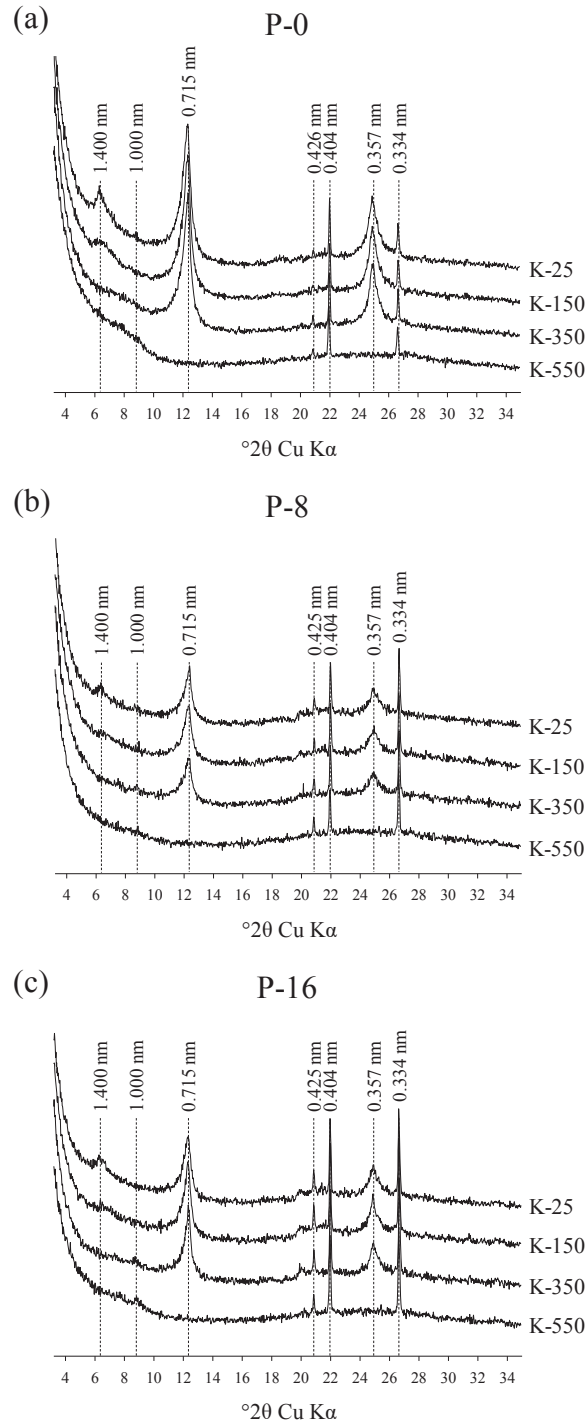 (a)
P-0
1.400 nm
1.000 nm
0.715 nm
0.426 nm
0.404 nm
0.357 nm
0.334 nm
K-25
K-150
K-350
K-550
4 6 8 10 12 14 16 18 20 22 24 26 28 30 32 34
°2θ Cu Kα
(b)
P-8
1.400 nm
1.000 nm
0.715 nm
0.425 nm
0.404 nm
0.357 nm
0.334 nm
K-25
K-150
K-350
K-550
4 6 8 10 12 14 16 18 20 22 24 26 28 30 32 34
°2θ Cu Kα
(c)
P-16
1.400 nm
1.000 nm
0.715 nm
0.425 nm
0.404 nm
0.357 nm
0.334 nm
K-25
K-150
K-350
K-550
4 6 8 10 12 14 16 18 20 22 24 26 28 30 32 34
°2θ Cu Kα